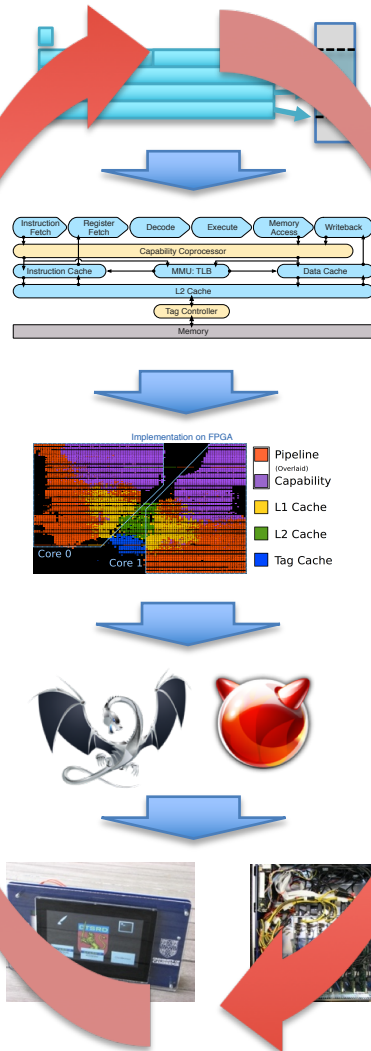 Instruction
Fetch
Register
Fetch
Decode
Execute
Memory
Access
Writeback
Capability Coprocessor
Instruction Cache
MMU: TLB
Data Cache
L2 Cache
Tag Controller
Memory
Implementation on FPGA
Pipeline
(Overlaid)
Capability
L1 Cache
L2 Cache
Tag Cache
Core 0
Core 1